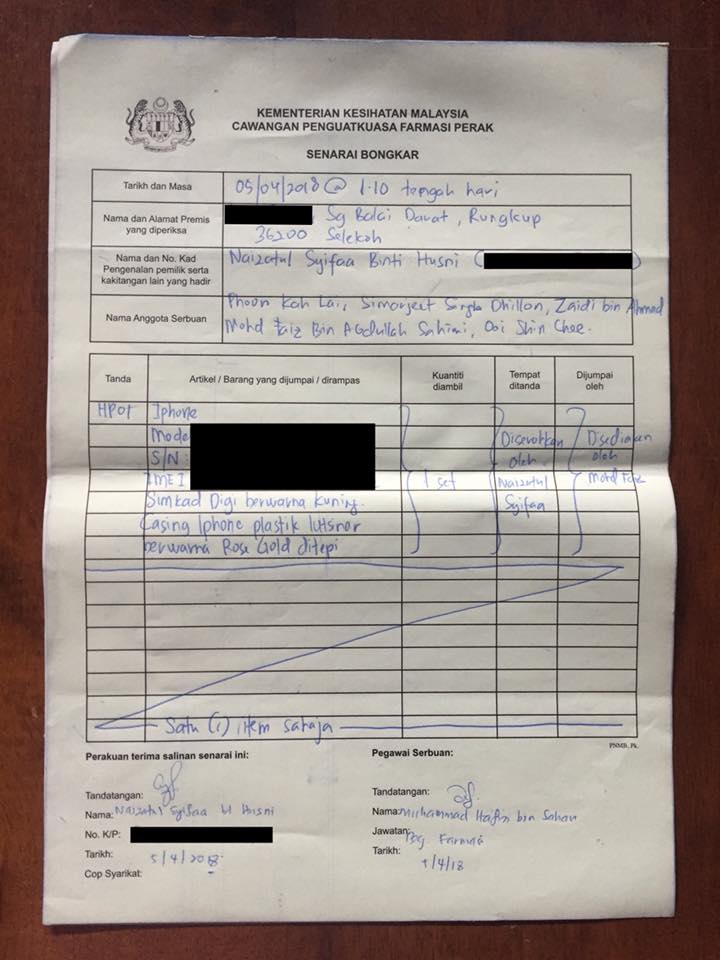 KEMENTERIAN KESIHATAN MALAYSIA
CAWANGAN PENGUATKUASA FARMASI PERAK
SENARAI BONGKAR
Tarikh dan Masa 05/04/2018 @ 1.10 tengah hari
Nama dan Alamat Premis yang diperiksa , Sg Balai Darat, Rungkup
36200 Selekoh
Nama dan No. Kad Pengenalan pemilik serta kakitangan lain yang hadir Naizatul Syifaa Binti Husni (
Nama Anggota Serbuan Phoon Kah Lai, Simarjeet Singh Dhillon, Zaidi bin Ahmad
Mohd Faiz Bin Abdullah Sahimi, Ooi Shin Chee.
Tanda Artikel / Barang yang dijumpai / dirampas Kuantiti diambil Tempat ditanda Dijumpai oleh
HP01 Iphone
Mode Diserahkan Disediakan
S/N: oleh oleh
IMEI 1 set Naizatul Mohd
Simkad Digi berwarna kuning. Syifaa
Casing Iphone plastik lutsinar
berwarna Rose Gold ditepi
Satu (1) item sahaja
PNMB, Pk.
Perakuan terima salinan senarai ini: Pegawai Serbuan:
Tandatangan: Tandatangan:
Nama: Naizatul Syifaa bt Husni Nama: Muhammad Hafiz bin
No. K/P: Jawatan: Peg Farmasi
Tarikh: 5/4/2018 Tarikh: 5/4/18
Cop Syarikat: